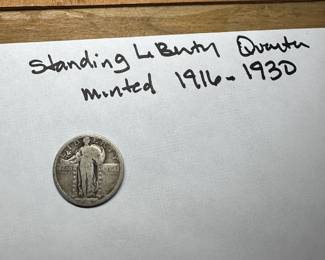 Standing Liberty Quarter
minted 1916-1930